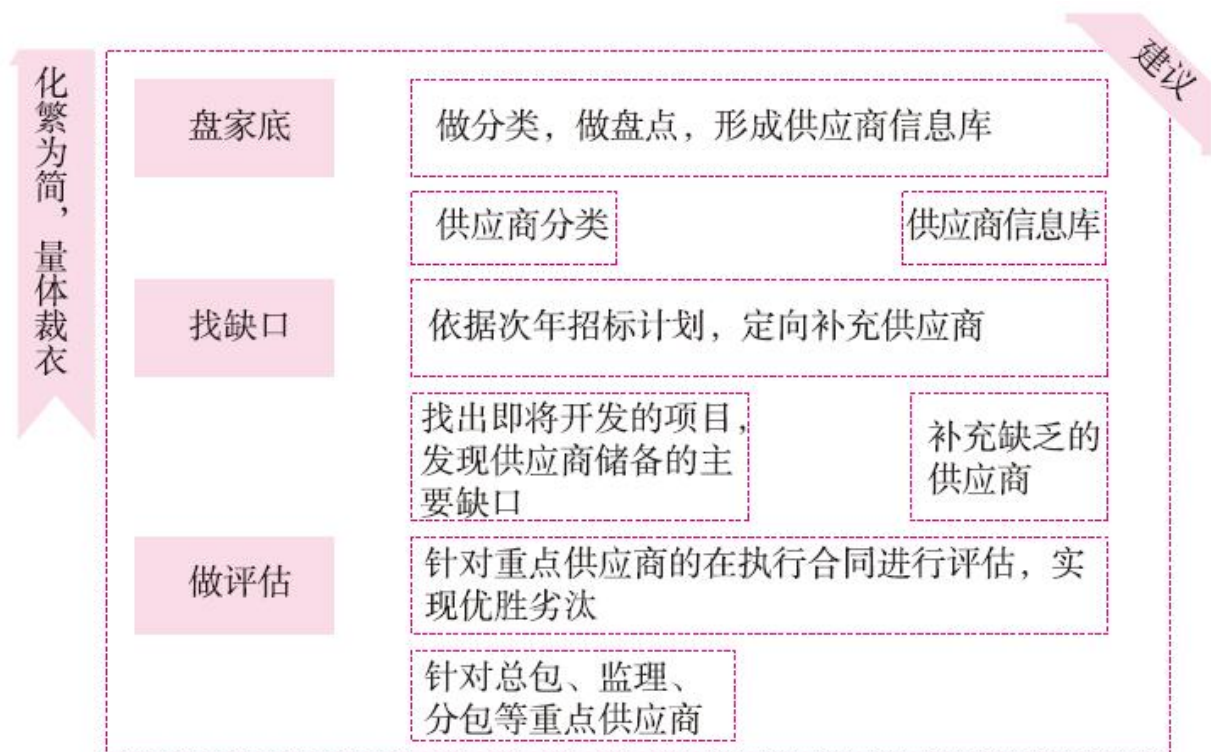 建议
化繁为简，量体裁衣
盘家底
做分类，做盘点，形成供应商信息库
供应商分类
供应商信息库
找缺口
依据次年招标计划，定向补充供应商
找出即将开发的项目，
发现供应商储备的主
要缺口
补充缺乏的
供应商
做评估
针对重点供应商的在执行合同进行评估，实
现优胜劣汰
针对总包、监理、
分包等重点供应商